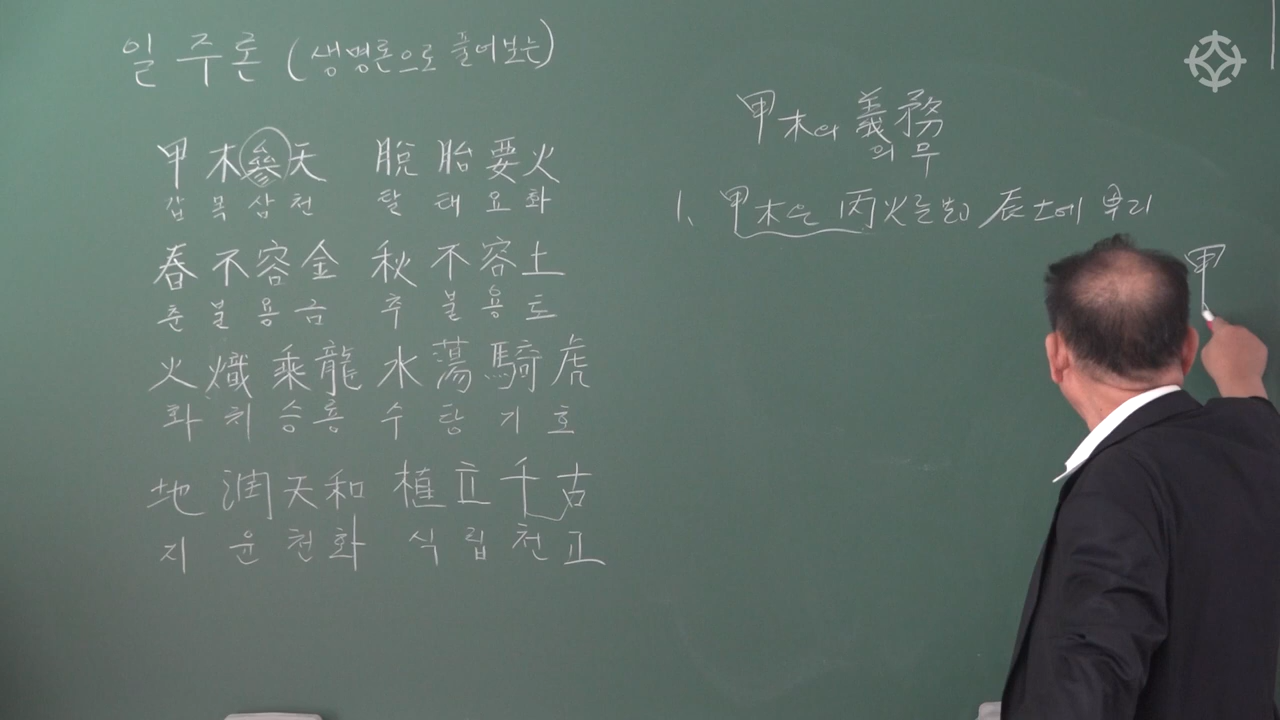 일 주론 (생명론으로 풀어보는)
甲木參天 脫胎要火
갑목삼천 탈태요화
春不容金 秋不容土
춘불용금 추불용토
火熾乘龍 水蕩騎虎
화치승룡 수탕기호
地潤天和 植立千古
지윤천화 식립천고
甲木의 義務
의무
1. 甲木은 丙火를 辰土에 뿌리
甲